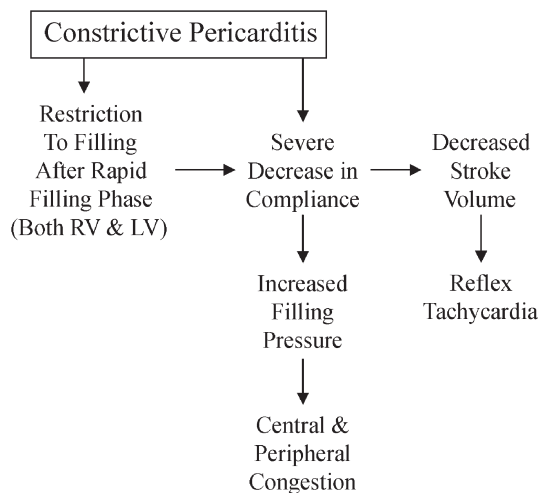 Constrictive Pericarditis
Restriction
To Filling
After Rapid
Filling Phase
(Both RV & LV)
Severe
Decrease in
Compliance
Decreased
Stroke
Volume
Increased
Filling
Pressure
Reflex
Tachycardia
Central &
Peripheral
Congestion